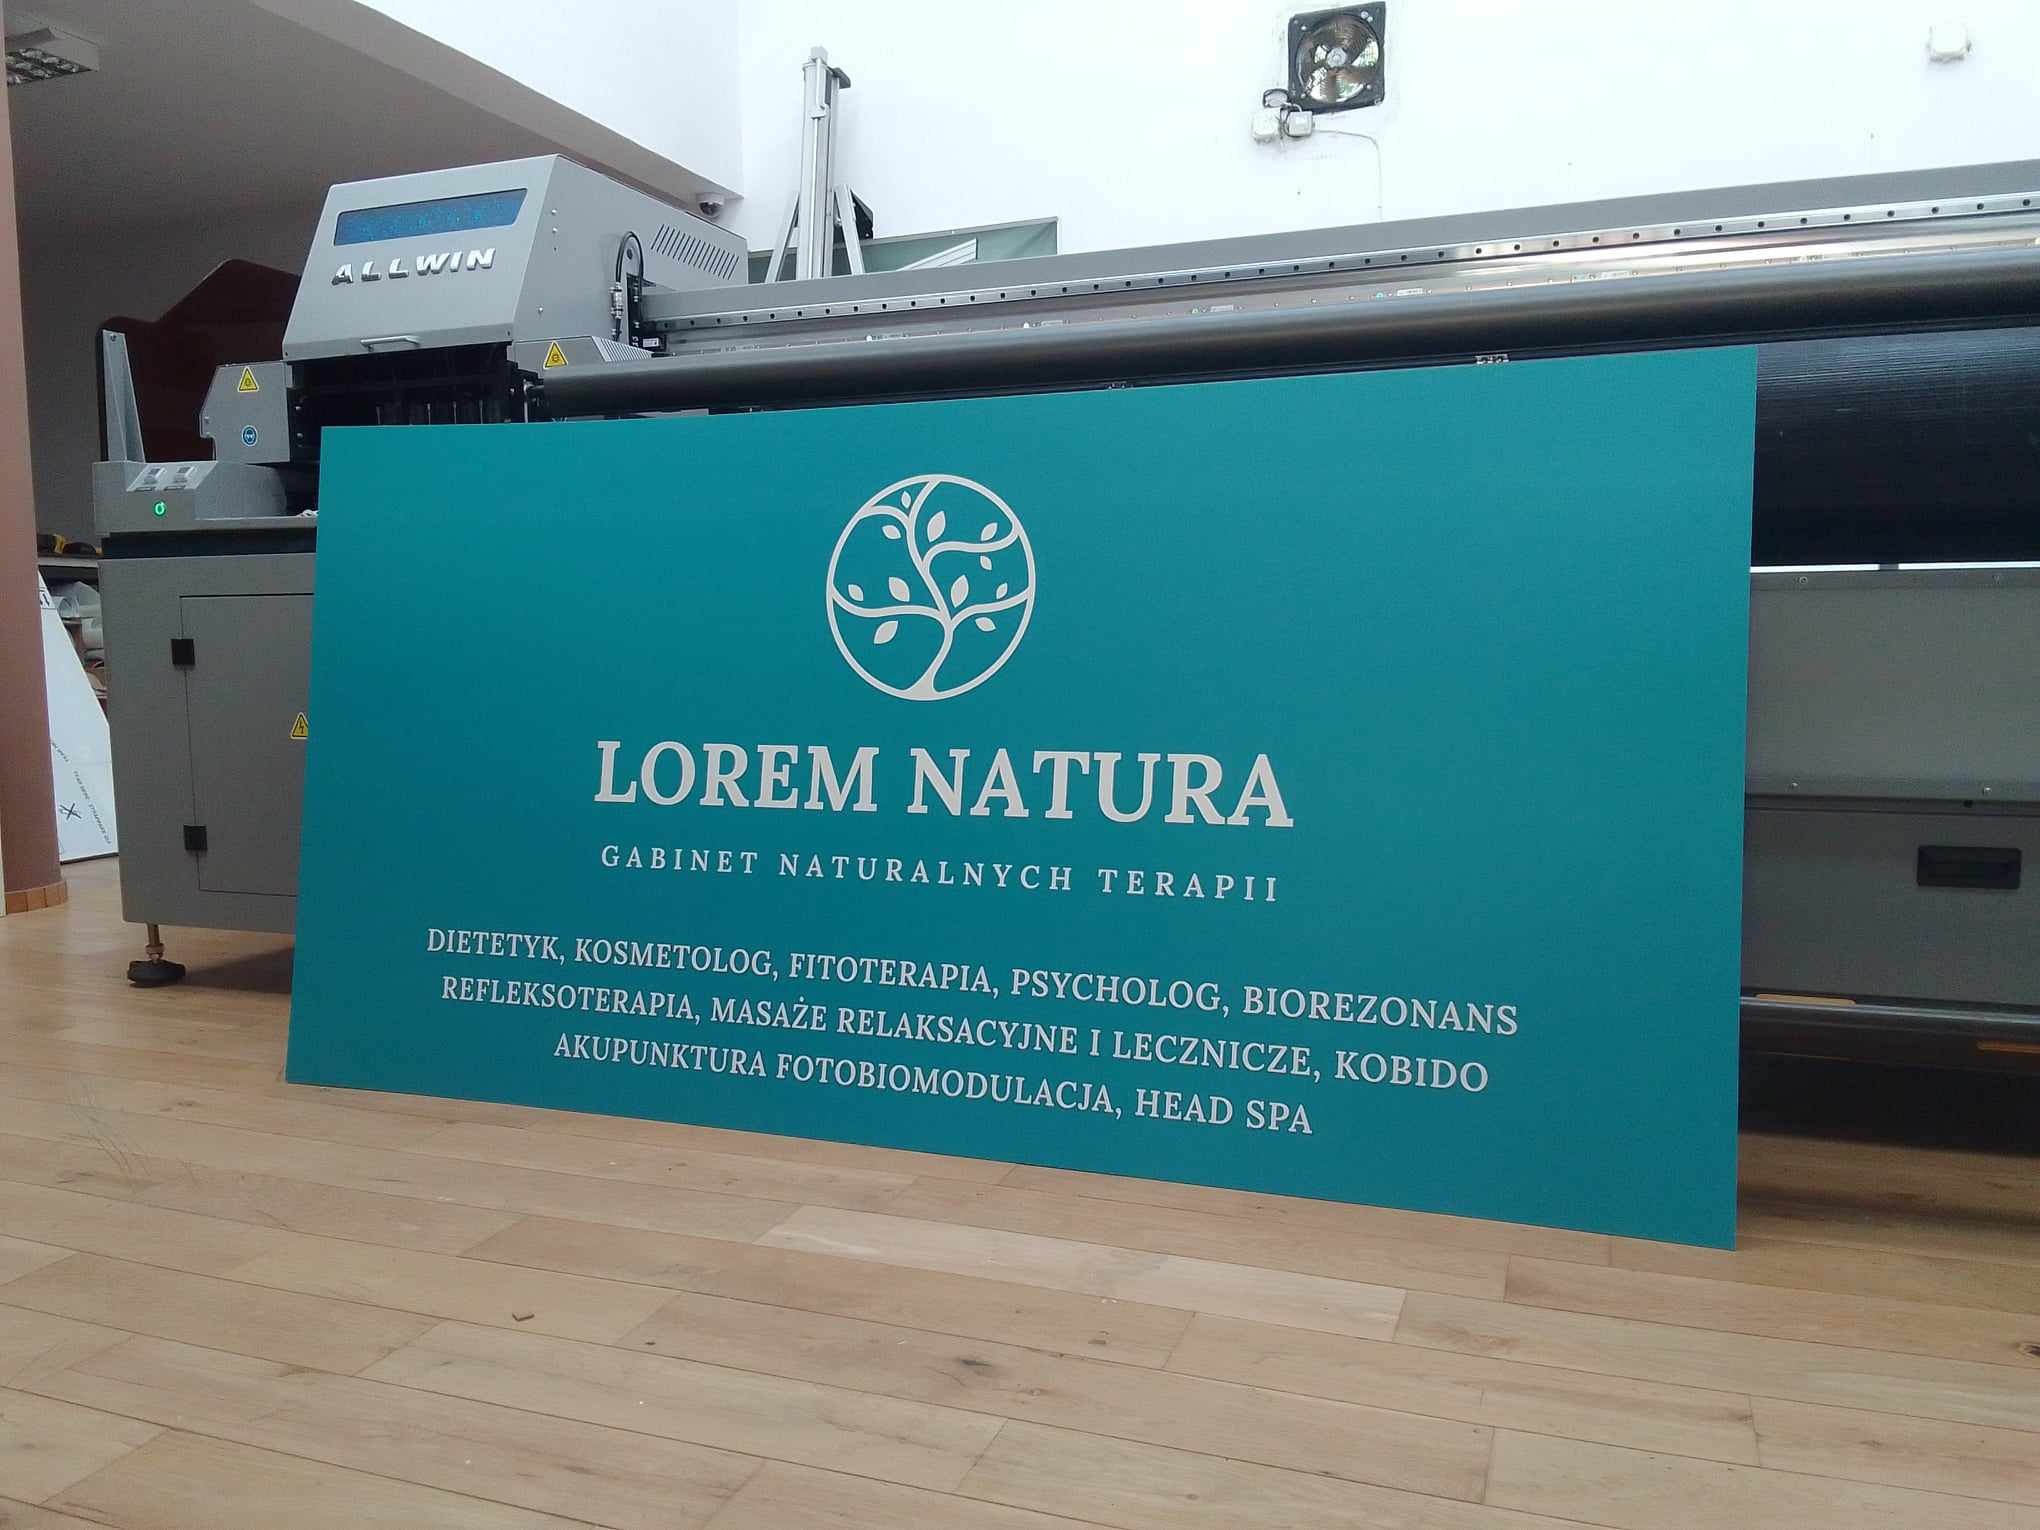 ALLWIN
LOREM NATURA
GABINET NATURALNYCH TERAPII
DIETETYK, KOSMETOLOG, FITOTERAPIA, PSYCHOLOG, BIOREZONANS
REFLEKSOTERAPIA, MASAŻE RELAKSACYJNE I LECZNICZE, KOBIDO
AKUPUNKTURA FOTOBIOMODULACJA, HEAD SPA